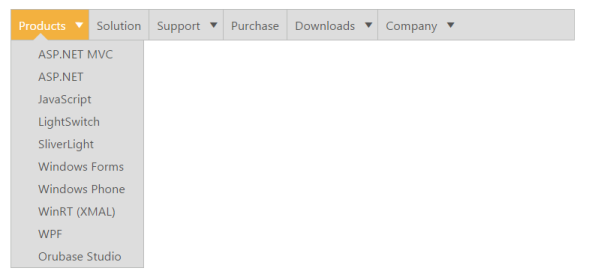 Products Solution Support Purchase Downloads Company
ASP.NET MVC
ASP.NET
JavaScript
LightSwitch
SliverLight
Windows Forms
Windows Phone
WinRT (XMAL)
WPF
Orubase Studio